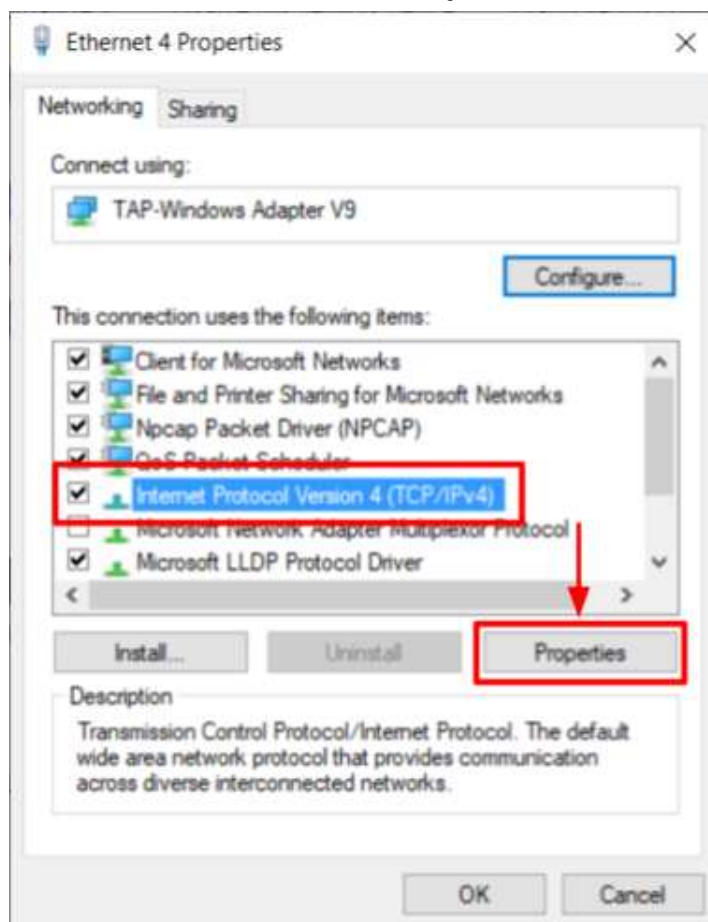 Ethernet 4 Properties
Networking
Sharing
Connect using:
TAP-Windows Adapter V9
Configure...
This connection uses the following items:
Client for Microsoft Networks
File and Printer Sharing for Microsoft Networks
Npcap Packet Driver (NPCAP)
QoS Packet Scheduler
Internet Protocol Version 4 (TCP/IPv4)
Microsoft Network Adapter Multiplexor Protocol
Microsoft LLDP Protocol Driver
Install...
Uninstall
Properties
Description
Transmission Control Protocol/Internet Protocol. The default
wide area network protocol that provides communication
across diverse interconnected networks.
OK
Cancel